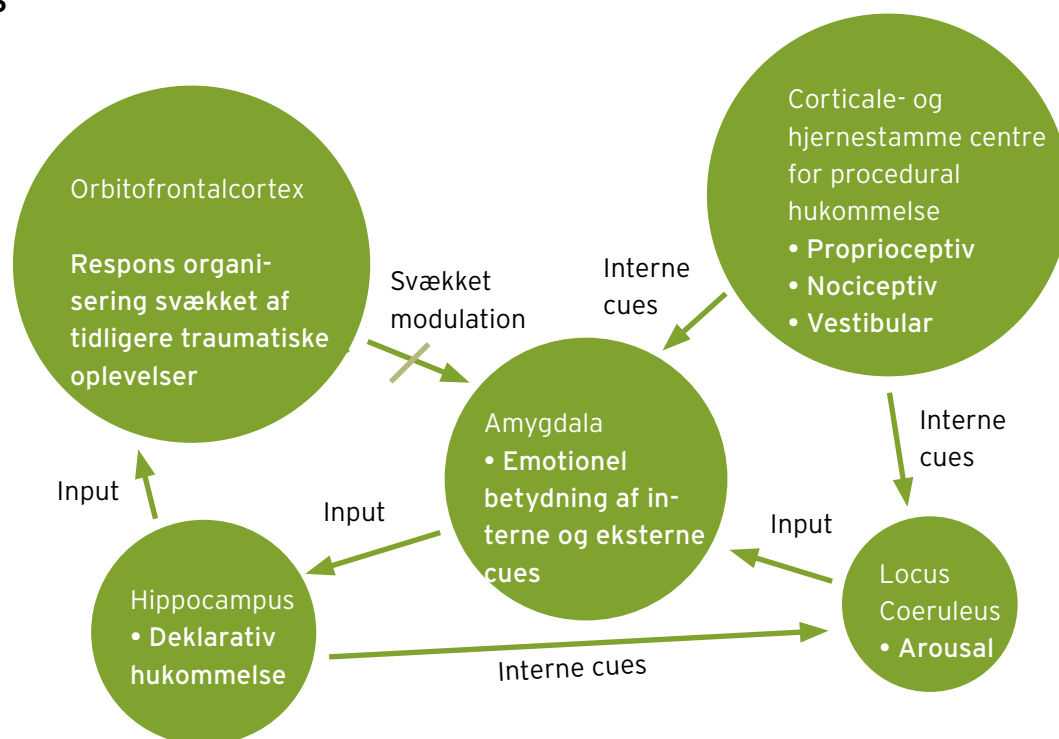 Orbitofrontalcortex
Respons organi-
sering svækket af
tidligere traumatiske
oplevelser
Svækket
modulation
Interne
cues
Corticale- og
hjernestamme centre
for procedural
hukommelse
• Proprioceptiv
• Nociceptiv
• Vestibular
Amygdala
• Emotionel
betydning af in-
terne og eksterne
cues
Interne
cues
Input
Input
Input
Hippocampus
• Deklarativ
hukommelse
Interne cues
Locus
Coeruleus
• Arousal